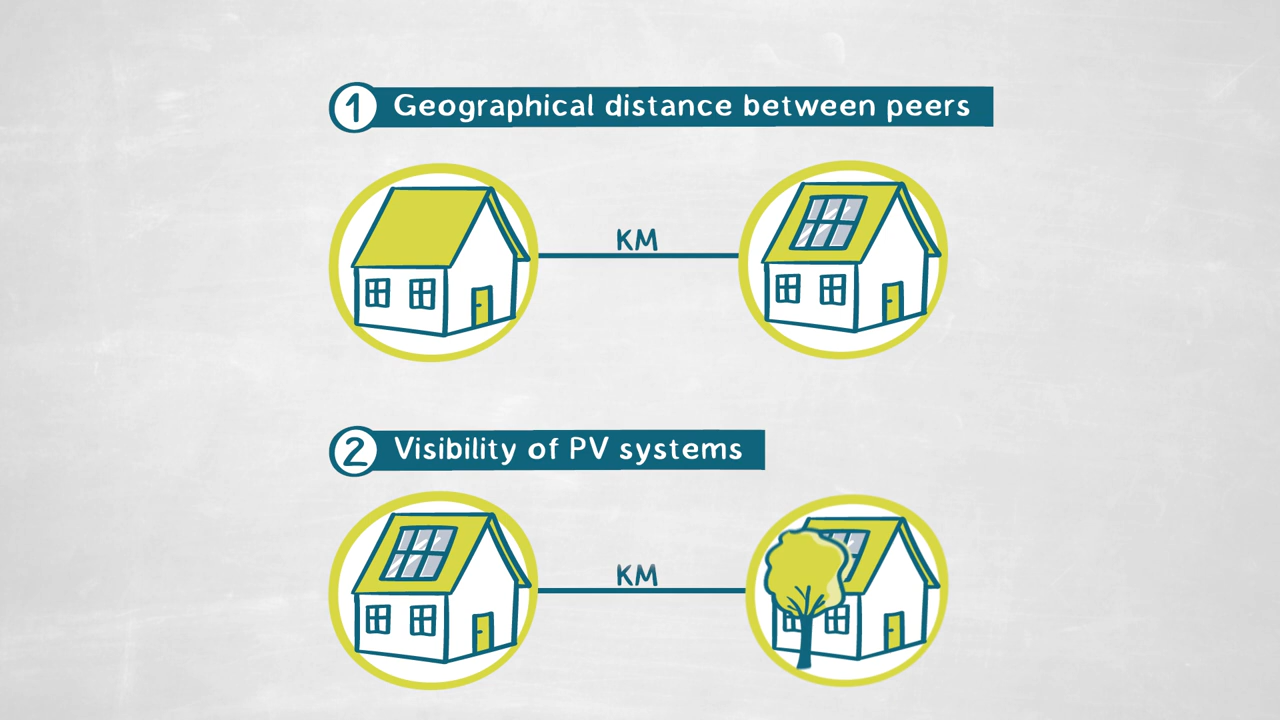 1 Geographical distance between peers
KM
2 Visibility of PV systems
KM